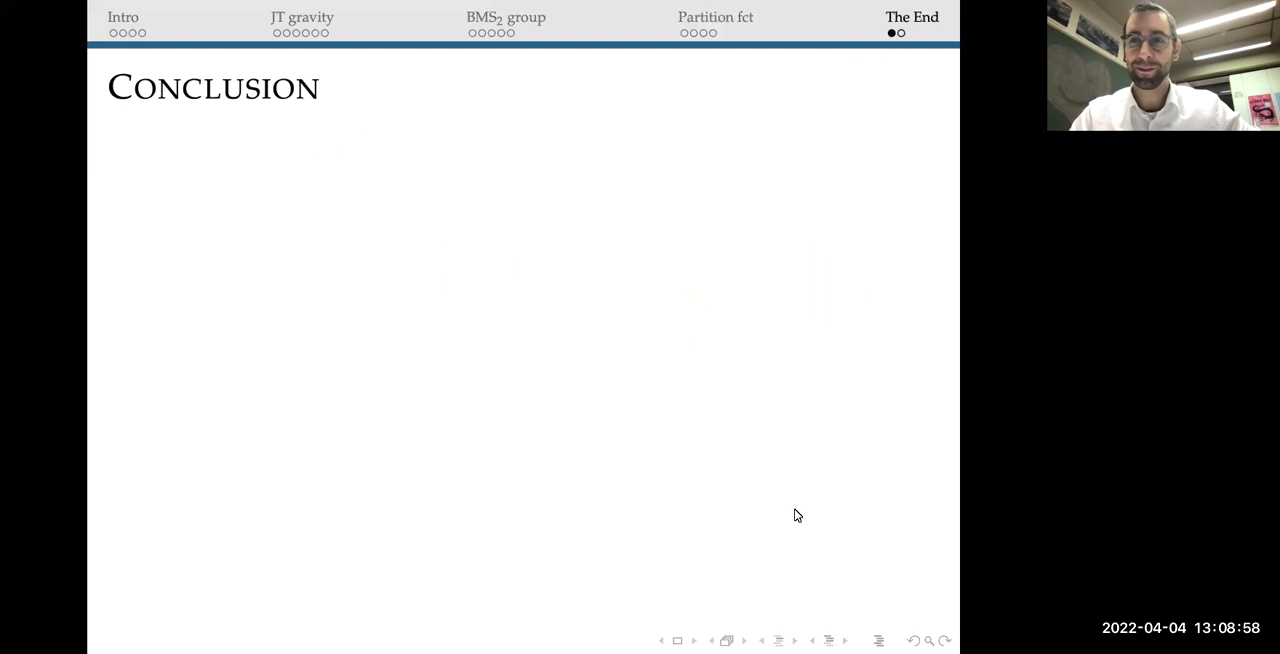 Intro JT gravity BMS₂ group Partition fct The End
CONCLUSION
2022-04-04 13:08:58